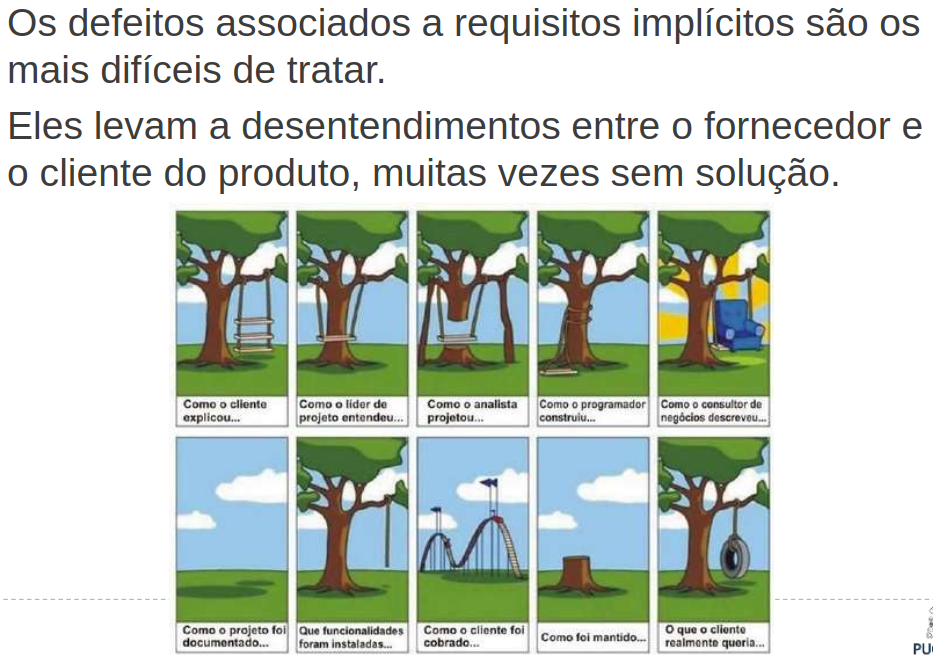 Os defeitos associados a requisitos implícitos são os
mais difíceis de tratar.
Eles levam a desentendimentos entre o fornecedor e
o cliente do produto, muitas vezes sem solução.
Como o cliente
explicou...
Como o líder de
projeto entendeu...
Como o analista
projetou...
Como o programador
construiu...
Como o consultor de
negócios descreveu...
Como o projeto foi
documentado...
Que funcionalidades
foram instaladas...
Como o cliente foi
cobrado...
Como foi mantido...
O que o cliente
realmente queria...